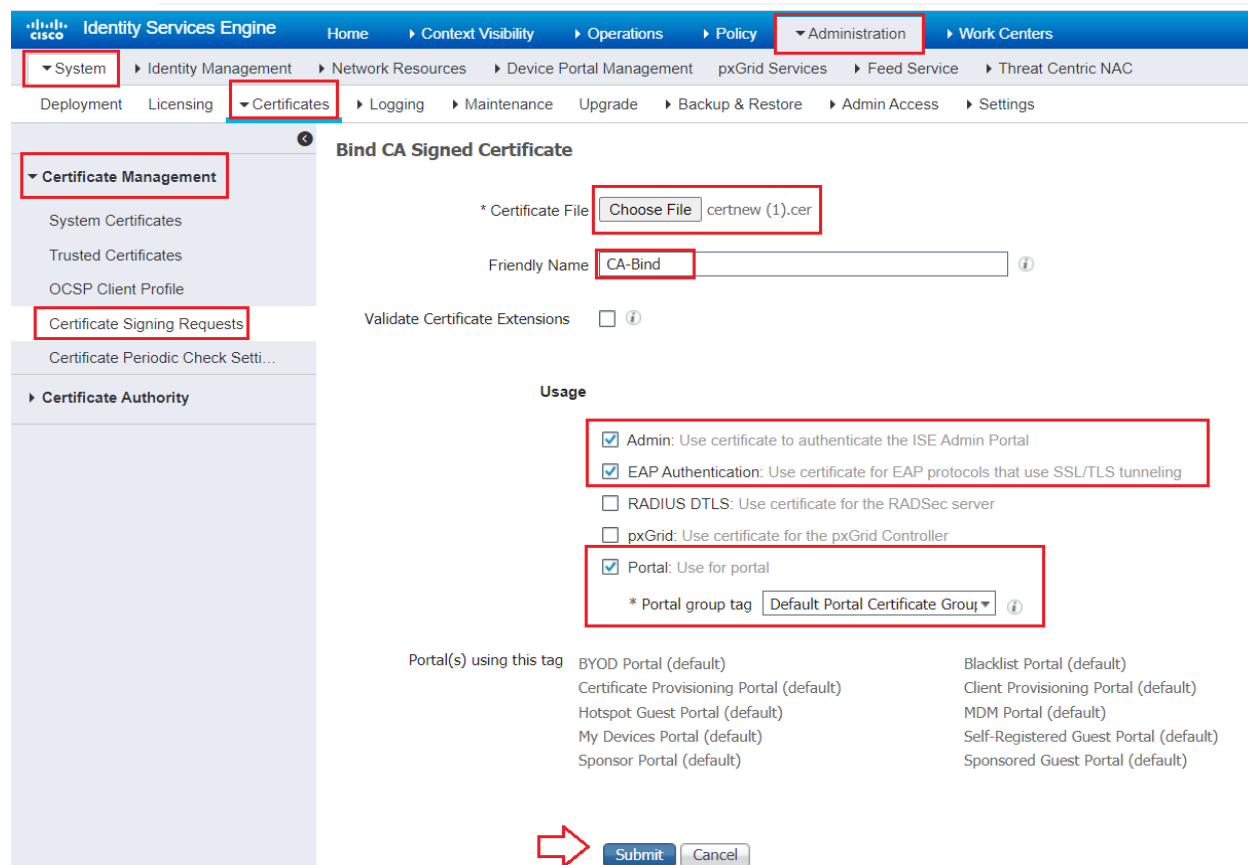 cisco Identity Services Engine Home Context Visibility Operations Policy Administration Work Centers
System Identity Management Network Resources Device Portal Management pxGrid Services Feed Service Threat Centric NAC
Deployment Licensing Certificates Logging Maintenance Upgrade Backup & Restore Admin Access Settings
Certificate Management
System Certificates
Trusted Certificates
OCSP Client Profile
Certificate Signing Requests
Certificate Periodic Check Setti...
Certificate Authority
Bind CA Signed Certificate
* Certificate File Choose File certnew (1).cer
Friendly Name CA-Bind
Validate Certificate Extensions
Usage
Admin: Use certificate to authenticate the ISE Admin Portal
EAP Authentication: Use certificate for EAP protocols that use SSL/TLS tunneling
RADIUS DTLS: Use certificate for the RADSec server
pxGrid: Use certificate for the pxGrid Controller
Portal: Use for portal
* Portal group tag Default Portal Certificate Group
Portal(s) using this tag BYOD Portal (default) Blacklist Portal (default)
Certificate Provisioning Portal (default) Client Provisioning Portal (default)
Hotspot Guest Portal (default) MDM Portal (default)
My Devices Portal (default) Self-Registered Guest Portal (default)
Sponsor Portal (default) Sponsored Guest Portal (default)
Submit Cancel